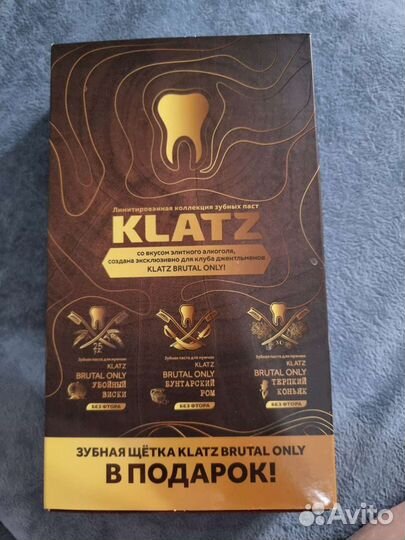 Лимитированная коллекция зубных паст
KLATZ
со вкусом элитного алкоголя,
создана эксклюзивно для клуба джентльменов
KLATZ BRUTAL ONLY!
Зубная паста для мужчин
KLATZ
BRUTAL ONLY
УБОЙНЫЙ
ВИСКИ
БЕЗ ФТОРА
Зубная паста для мужчин
KLATZ
BRUTAL ONLY
БУНТАРСКИЙ
РОМ
БЕЗ ФТОРА
Зубная паста для мужчин
KLATZ
BRUTAL ONLY
ТЕРПКИЙ
КОНЬЯК
БЕЗ ФТОРА
ЗУБНАЯ ЩЁТКА KLATZ BRUTAL ONLY
В ПОДАРОК!
Avito